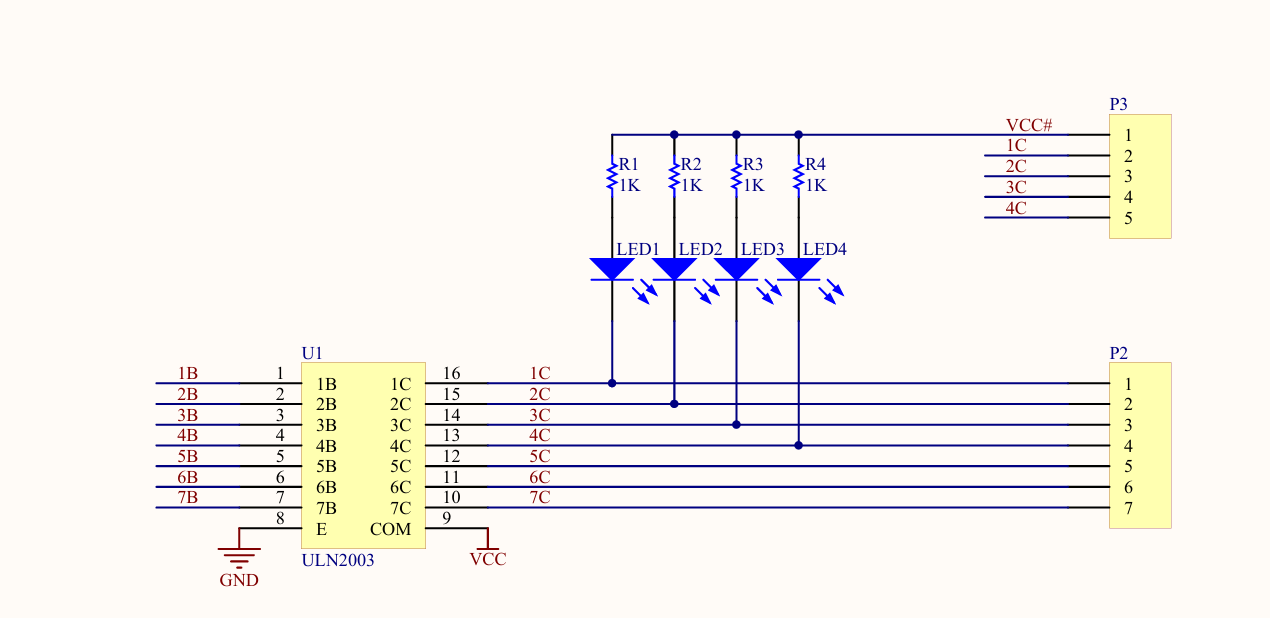 P3
VCC# 1
1C 2
2C 3
3C 4
4C 5
R1 R2 R3 R4
1K 1K 1K 1K
LED1 LED2 LED3 LED4
U1 P2
1B 1 1B 1C 16 1C 1
2B 2 2B 2C 15 2C 2
3B 3 3B 3C 14 3C 3
4B 4 4B 4C 13 4C 4
5B 5 5B 5C 12 5C 5
6B 6 6B 6C 11 6C 6
7B 7 7B 7C 10 7C 7
8 E COM 9
ULN2003 VCC
GND